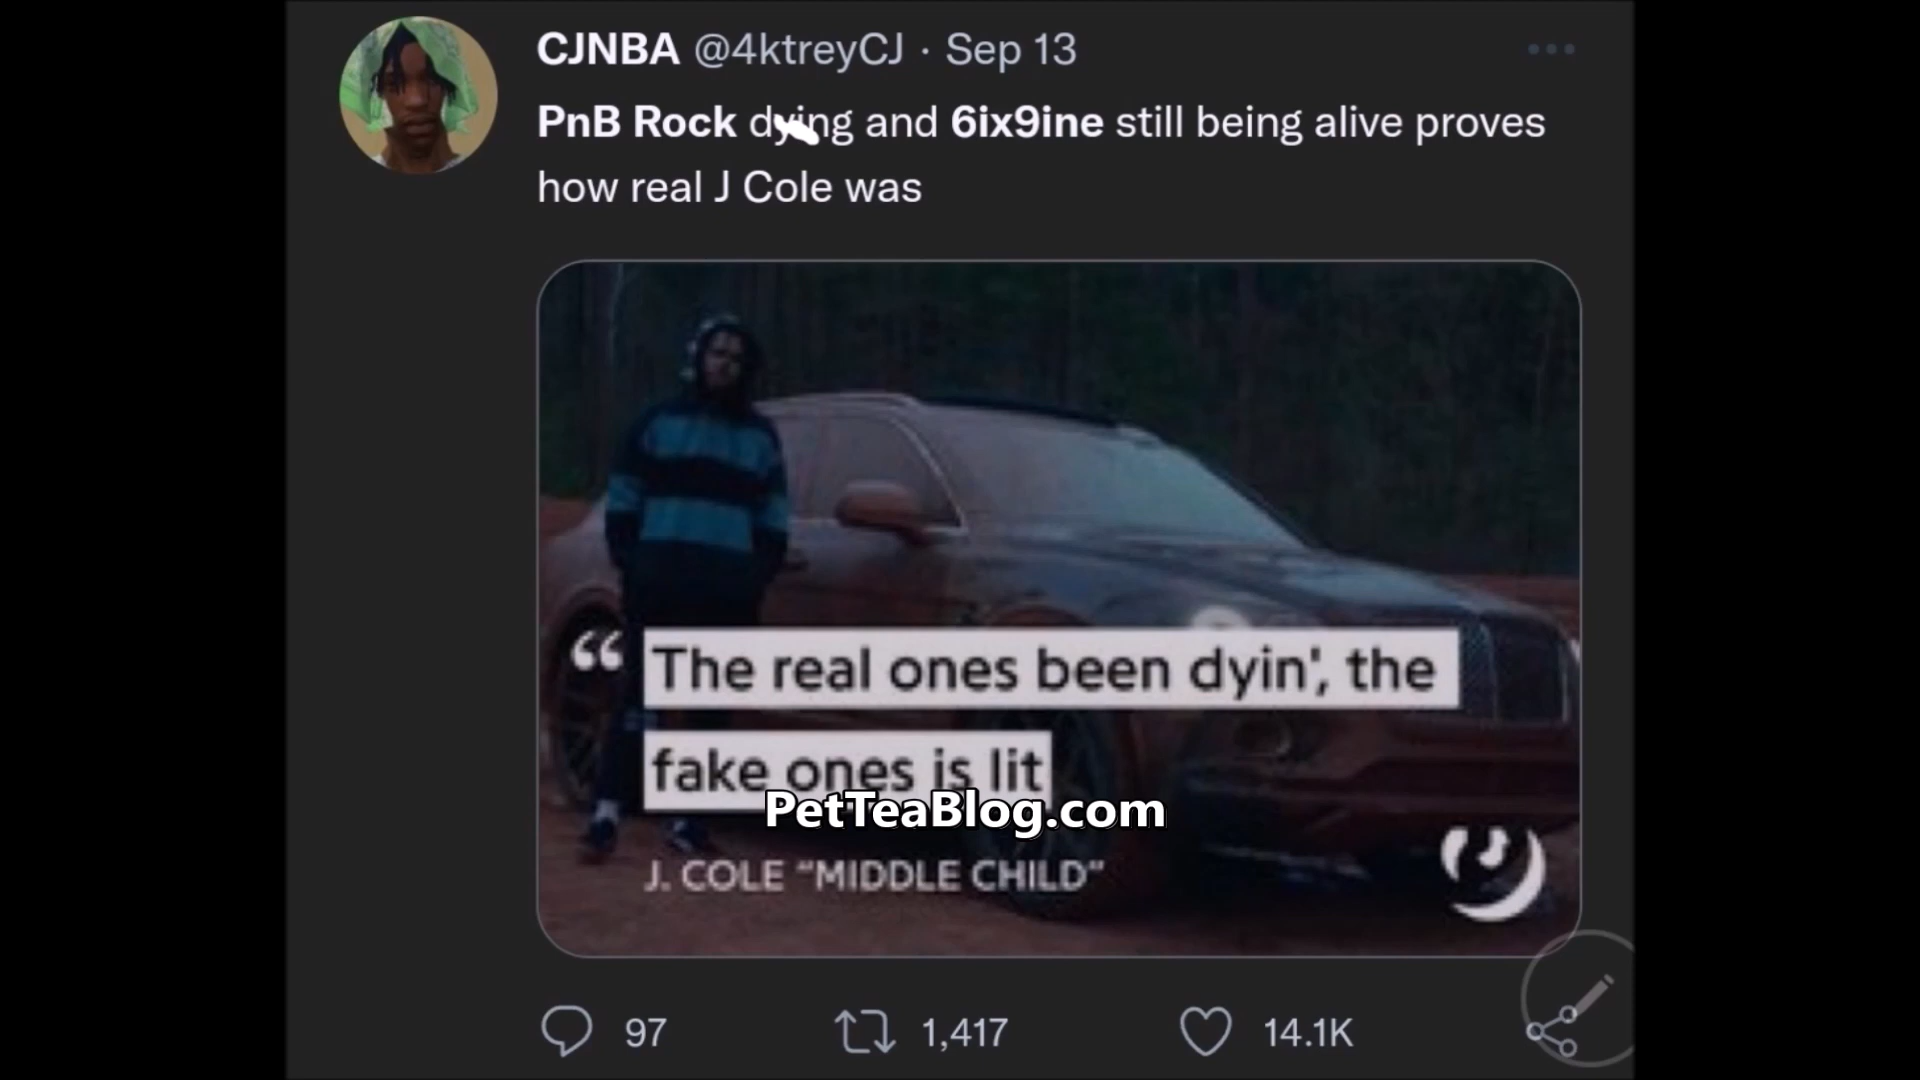 CJNBA @4ktreyCJ · Sep 13
PnB Rock dying and 6ix9ine still being alive proves
how real J Cole was
“ The real ones been dyin', the
fake ones is lit
PetTeaBlog.com
J. COLE “MIDDLE CHILD”
97 1,417 14.1K